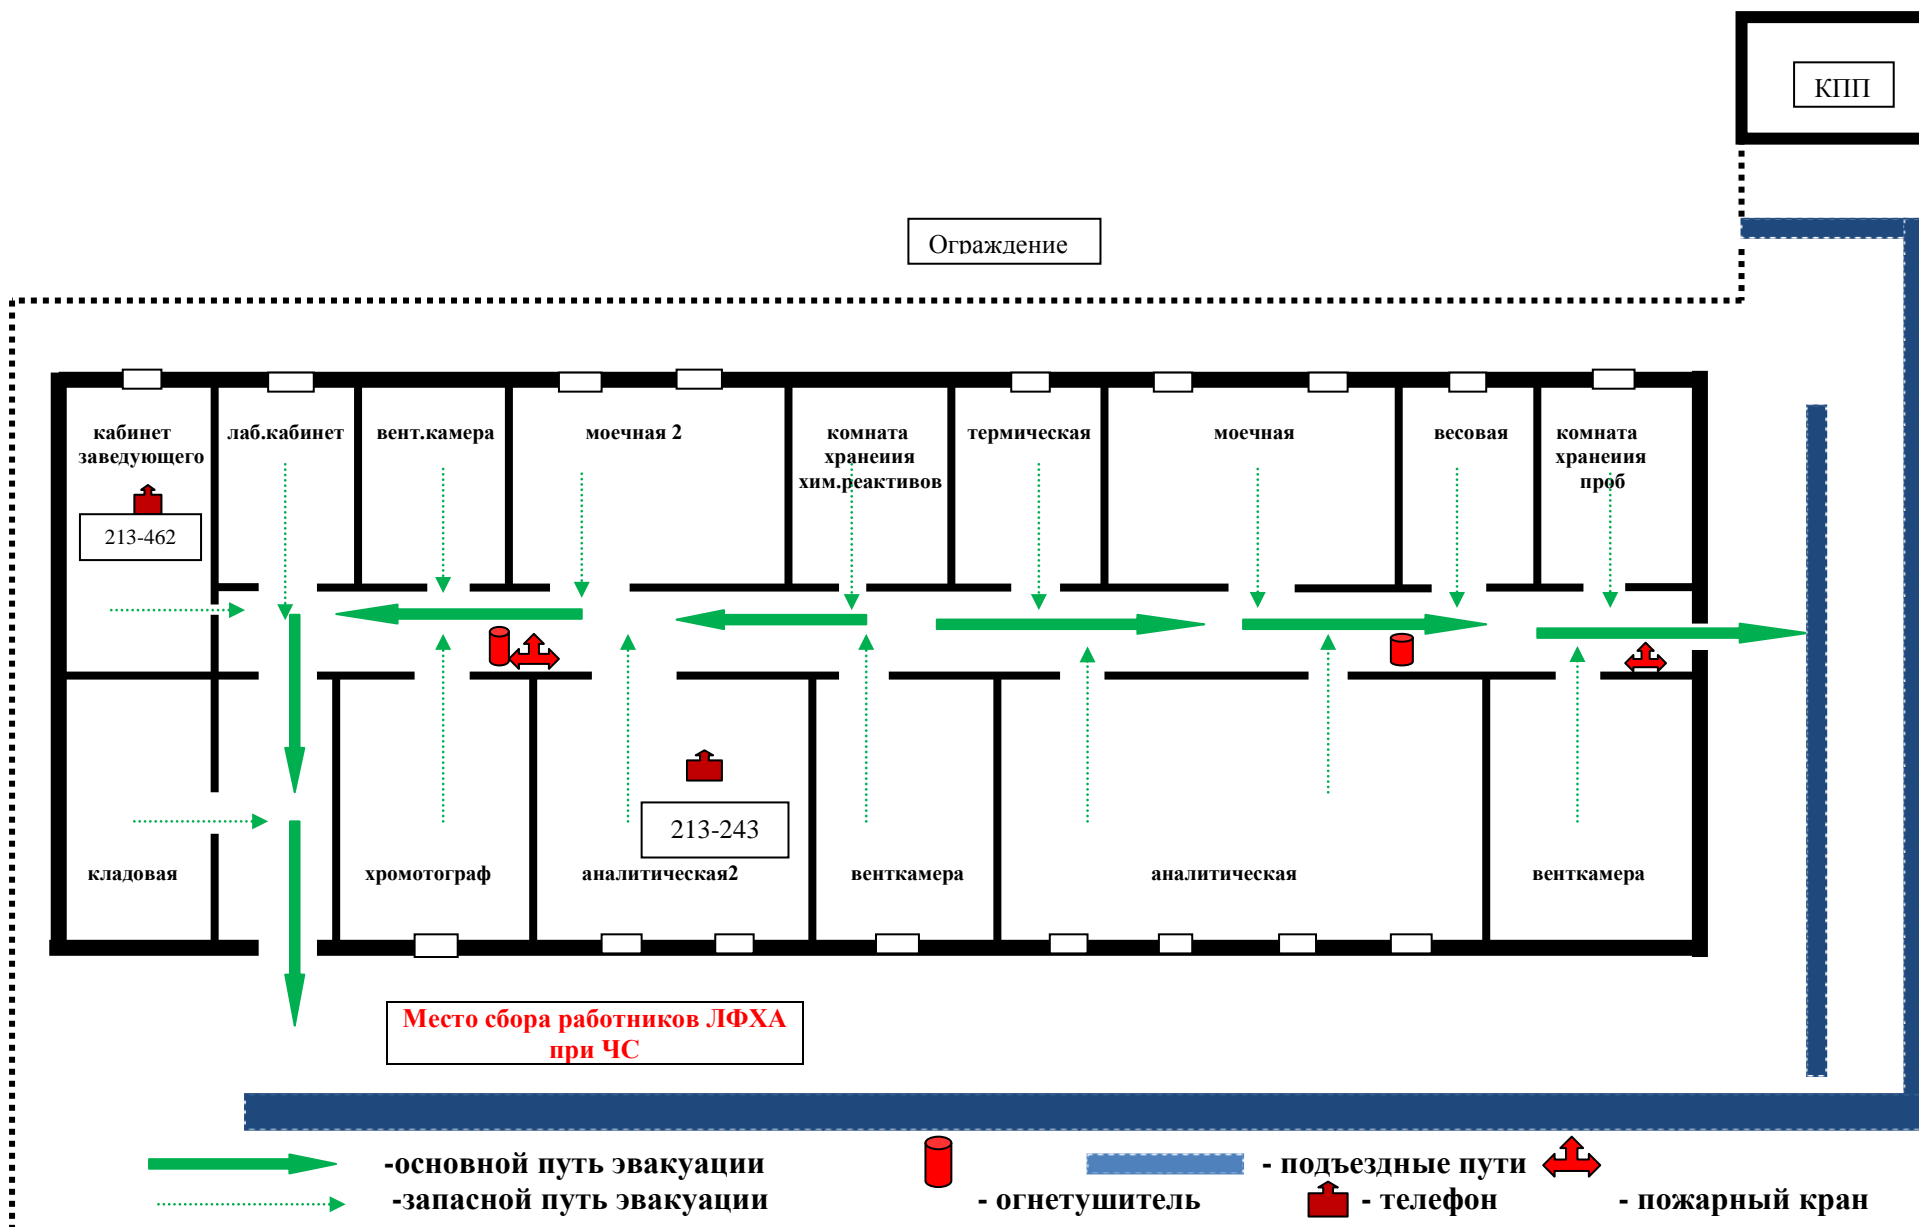 КПП
Ограждение
кабинет
заведующего
лаб.кабинет
вент.камера
моечная 2
комната
хранеиия
хим.реактивов
термическая
моечная
весовая
комната
хранеиия
проб
213-462
213-243
кладовая
хромотограф
аналитическая2
венткамера
аналитическая
венткамера
Место сбора работников ЛФХА
при ЧС
-основной путь эвакуации
- подъездные пути
-запасной путь эвакуации
- огнетушитель
- телефон
- пожарный кран